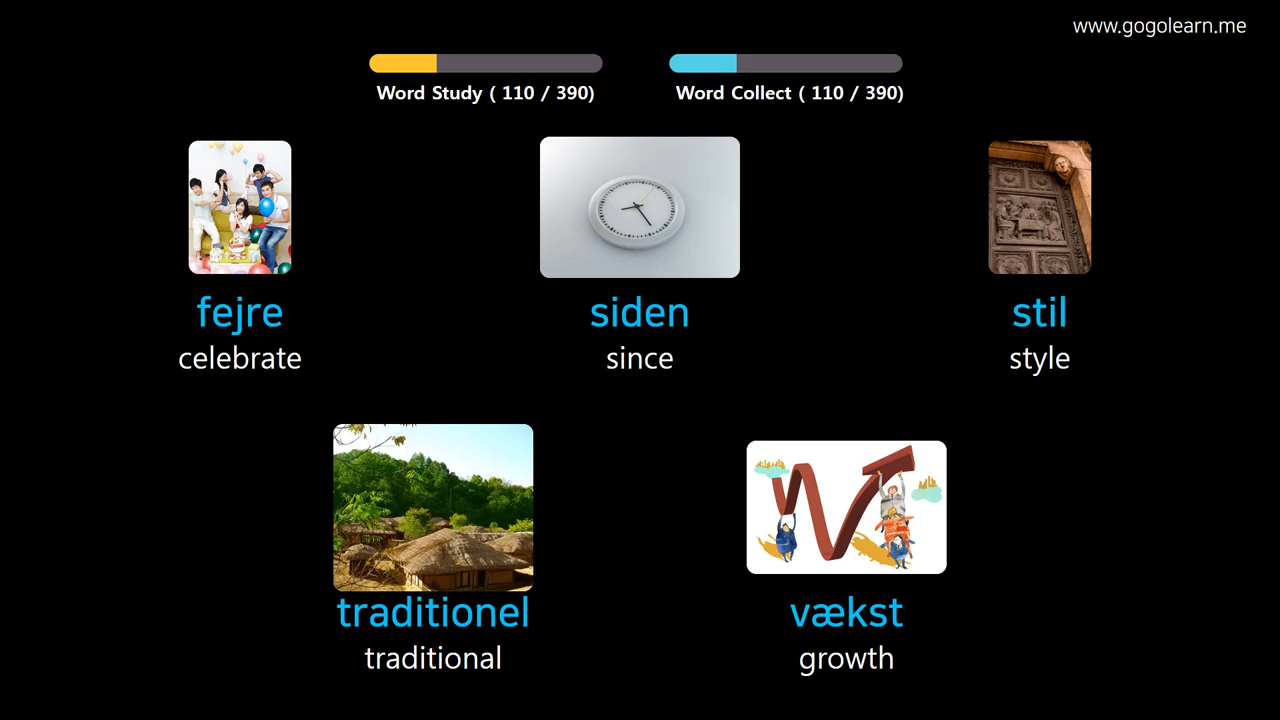 www.gogolearn.me
Word Study ( 110 / 390)
Word Collect ( 110 / 390)
fejre
celebrate
siden
since
stil
style
traditionel
traditional
vækst
growth